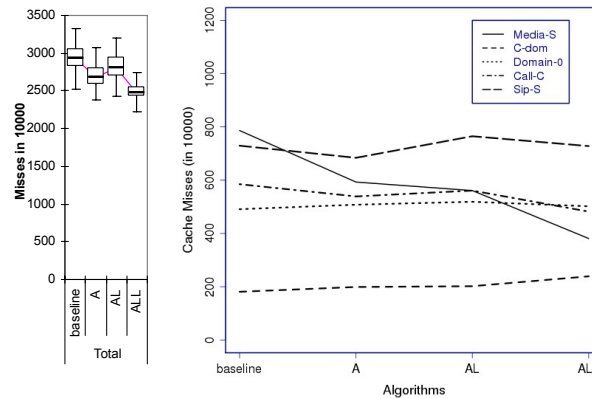 Misses in 10000
3500
3000
2500
2000
1500
1000
500
0
baseline
A
AL
ALL
Total
Cache Misses (in 10000)
1200
1000
800
600
400
200
0
Media-S
C-dom
Domain-0
Call-C
Sip-S
baseline
A
AL
AL
Algorithms